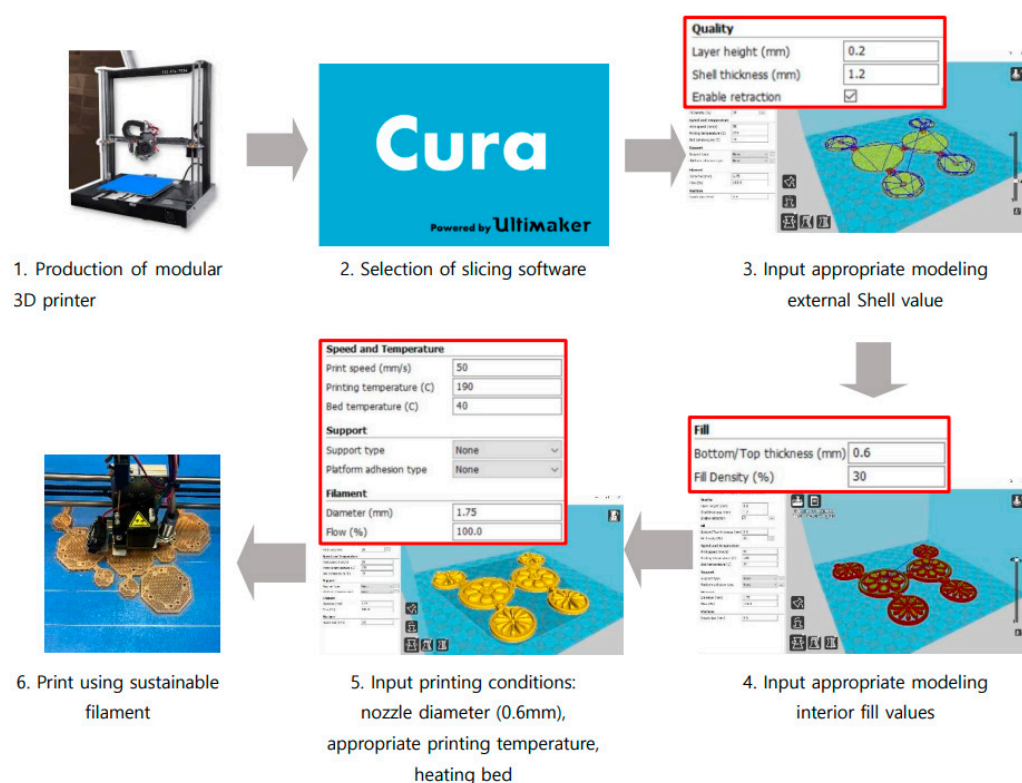 Cura
Powered by Ultimaker
Quality
Layer height (mm) 0.2
Shell thickness (mm) 1.2
Enable retraction
1. Production of modular
3D printer
2. Selection of slicing software
3. Input appropriate modeling
external Shell value
Speed and Temperature
Print speed (mm/s) 50
Printing temperature (C) 190
Bed temperature (C) 40
Support
Support type None
Platform adhesion type None
Filament
Diameter (mm) 1.75
Flow (%) 100.0
Fill
Bottom/Top thickness (mm) 0.6
Fill Density (%) 30
6. Print using sustainable
filament
5. Input printing conditions:
nozzle diameter (0.6mm),
appropriate printing temperature,
heating bed
4. Input appropriate modeling
interior fill values